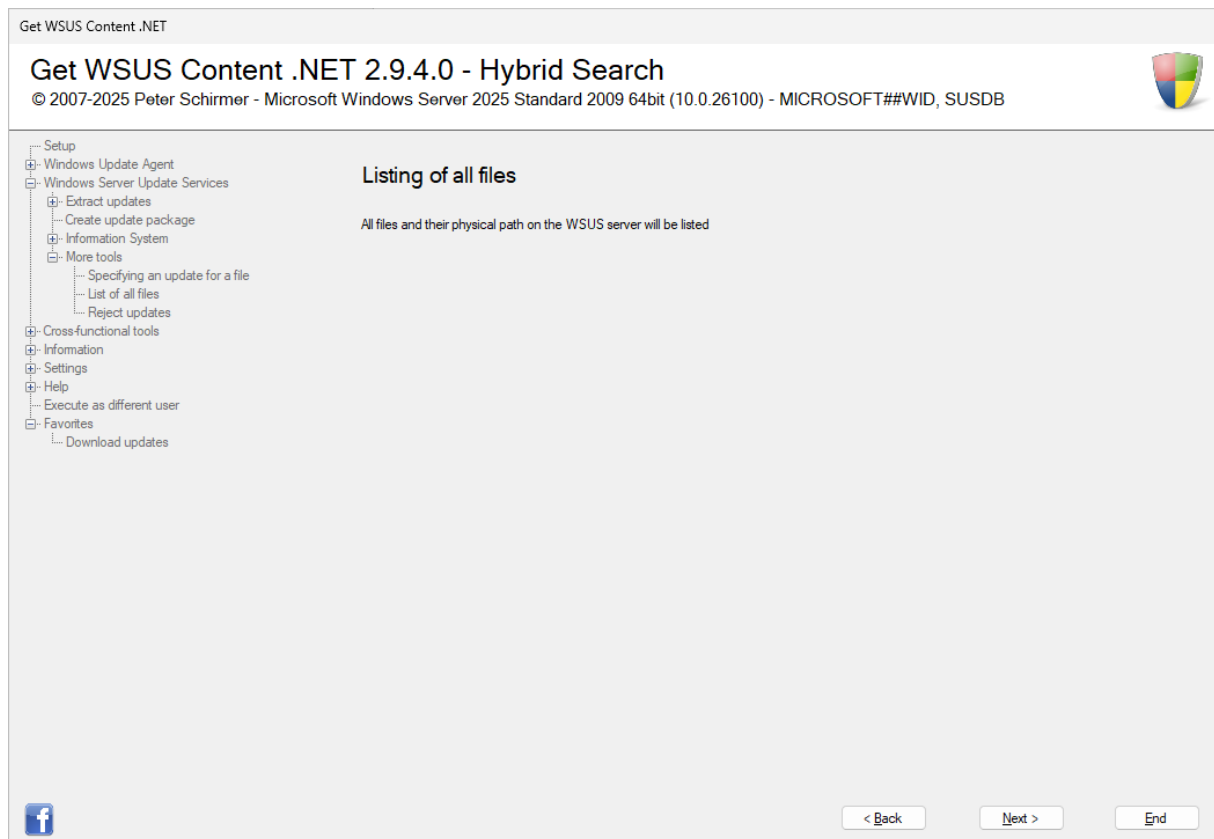 Get WSUS Content .NET
Get WSUS Content .NET 2.9.4.0 - Hybrid Search
© 2007-2025 Peter Schirmer - Microsoft Windows Server 2025 Standard 2009 64bit (10.0.26100) - MICROSOFT##WID, SUSDB
Setup
Windows Update Agent
Windows Server Update Services
Extract updates
Create update package
Information System
More tools
Specifying an update for a file
List of all files
Reject updates
Cross-functional tools
Information
Settings
Help
Execute as different user
Favorites
Download updates
Listing of all files
All files and their physical path on the WSUS server will be listed
f
< Back
Next >
End